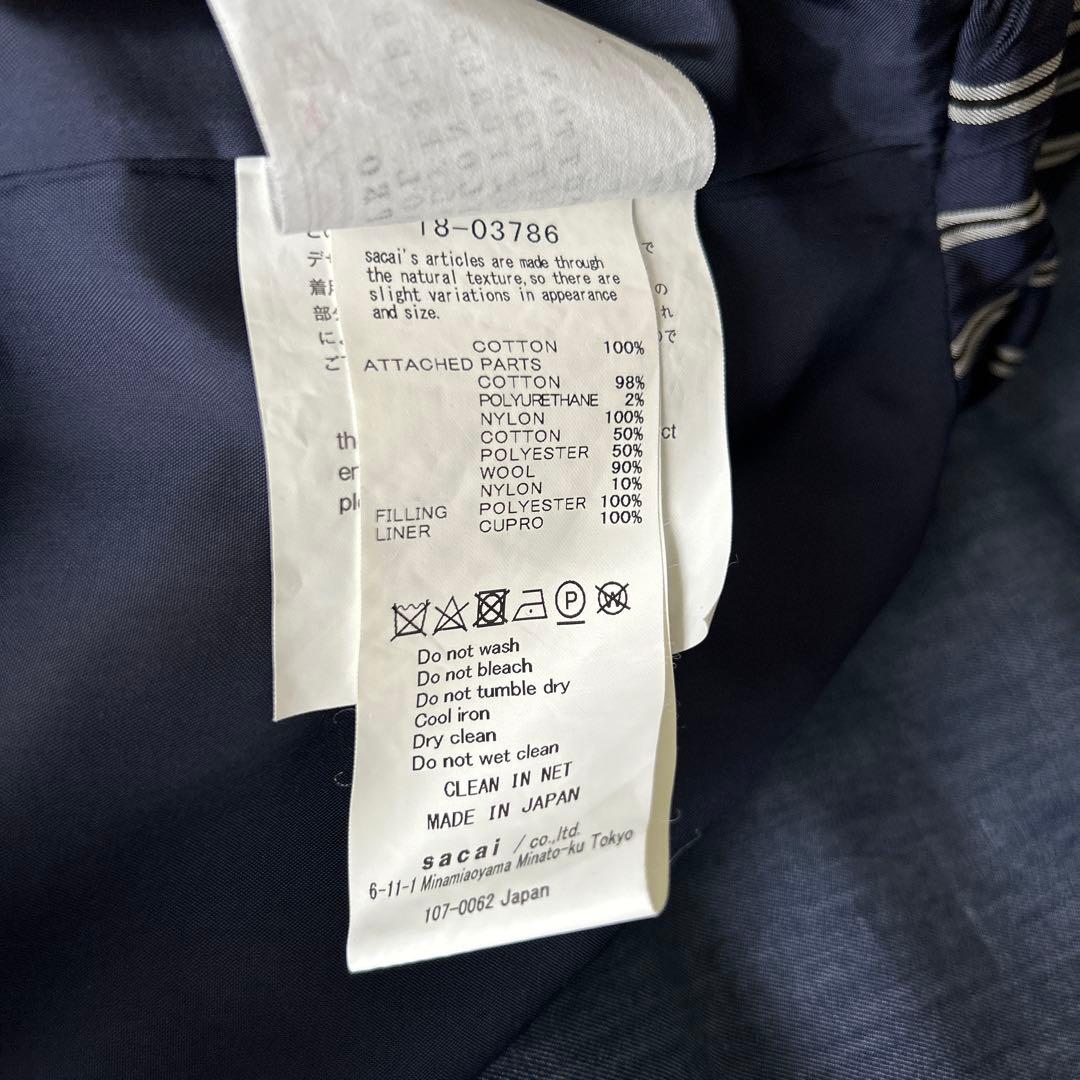 18-03786
sacai's articles are made through
the natural texture, so there are
slight variations in appearance
and size.
COTTON 100%
ATTACHED PARTS
COTTON 98%
POLYURETHANE 2%
NYLON 100%
COTTON 50%
POLYESTER 50%
WOOL 90%
NYLON 10%
FILLING POLYESTER 100%
LINER CUPRO 100%
P W
Do not wash
Do not bleach
Do not tumble dry
Cool iron
Dry clean
Do not wet clean
CLEAN IN NET
MADE IN JAPAN
sacai / co.,ltd.
6-11-1 Minamiaoyama Minato-ku Tokyo
107-0062 Japan